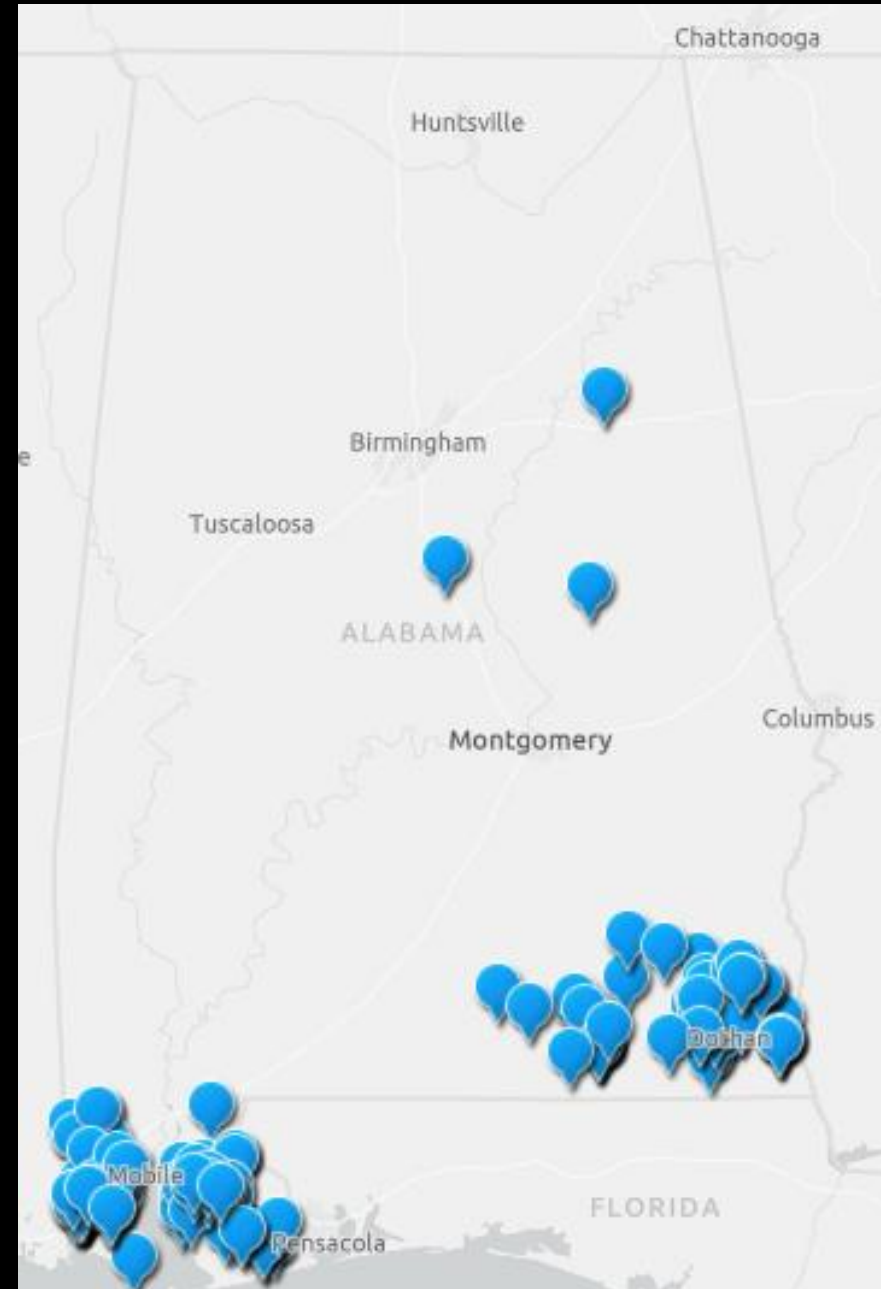 Chattanooga
Huntsville
Birmingham
e
Tuscaloosa
ALABAMA
Columbus
Montgomery
Dothan
Mobile
FLORIDA
Pensacola